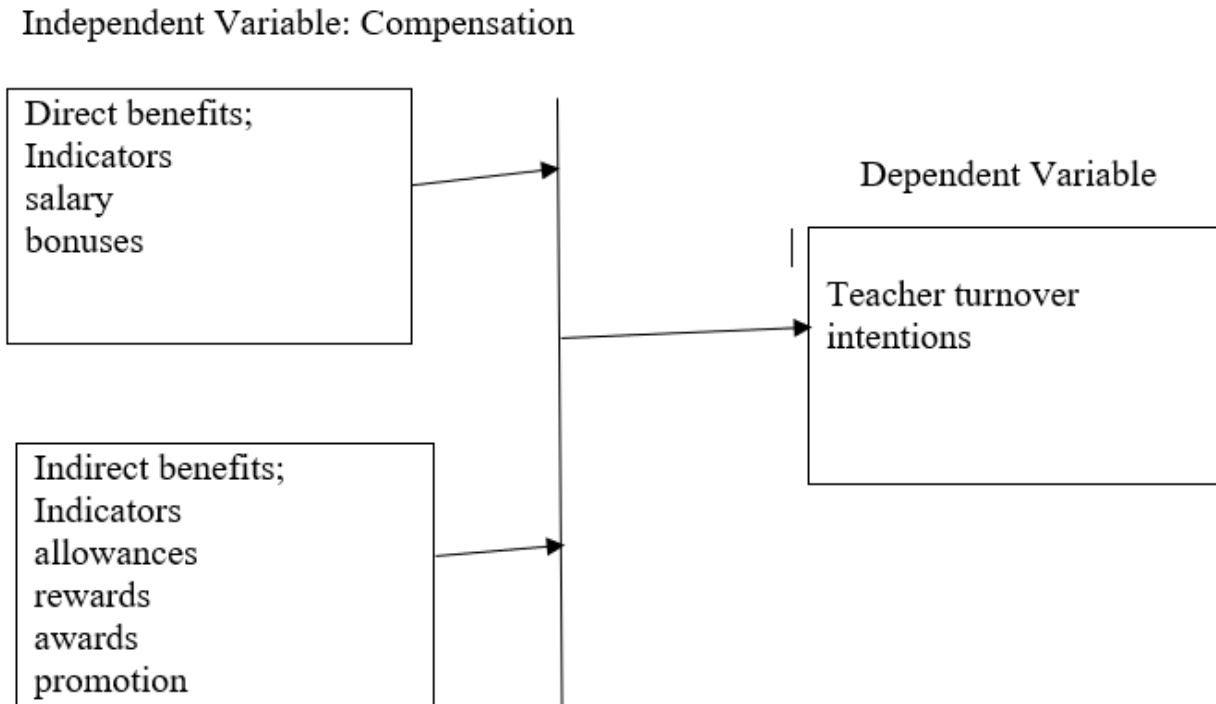 Independent Variable: Compensation
Direct benefits;
Indicators
salary
bonuses
Dependent Variable
Teacher turnover
intentions
Indirect benefits;
Indicators
allowances
rewards
awards
promotion